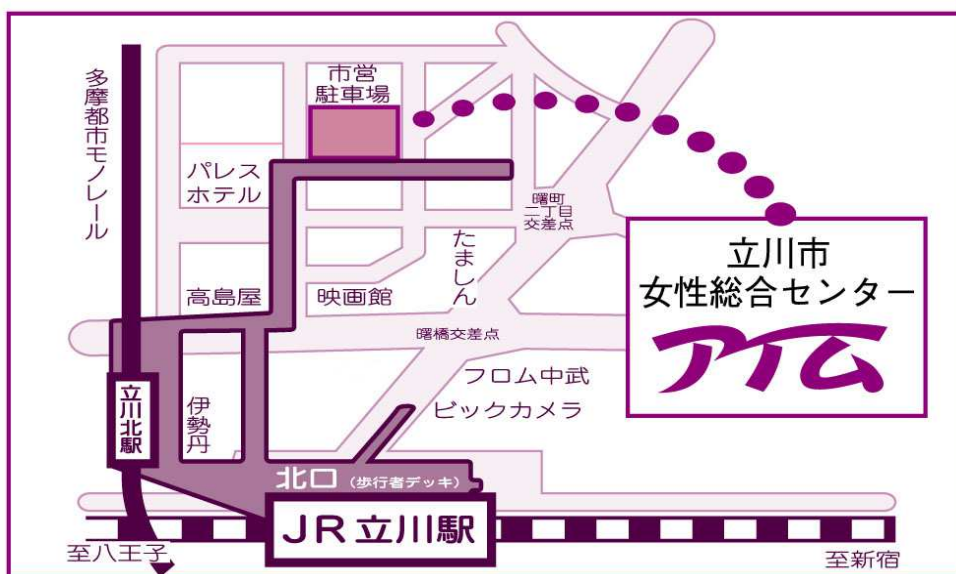 多摩都市モノレール
市営
駐車場
パレス
ホテル
曙町
二丁目
交差点
たましん
立川市
女性総合センター
アイム
高島屋
映画館
曙橋交差点
フロム中武
ビックカメラ
立川北駅
伊勢丹
北口(歩行者デッキ)
JR立川駅
至八王子
至新宿